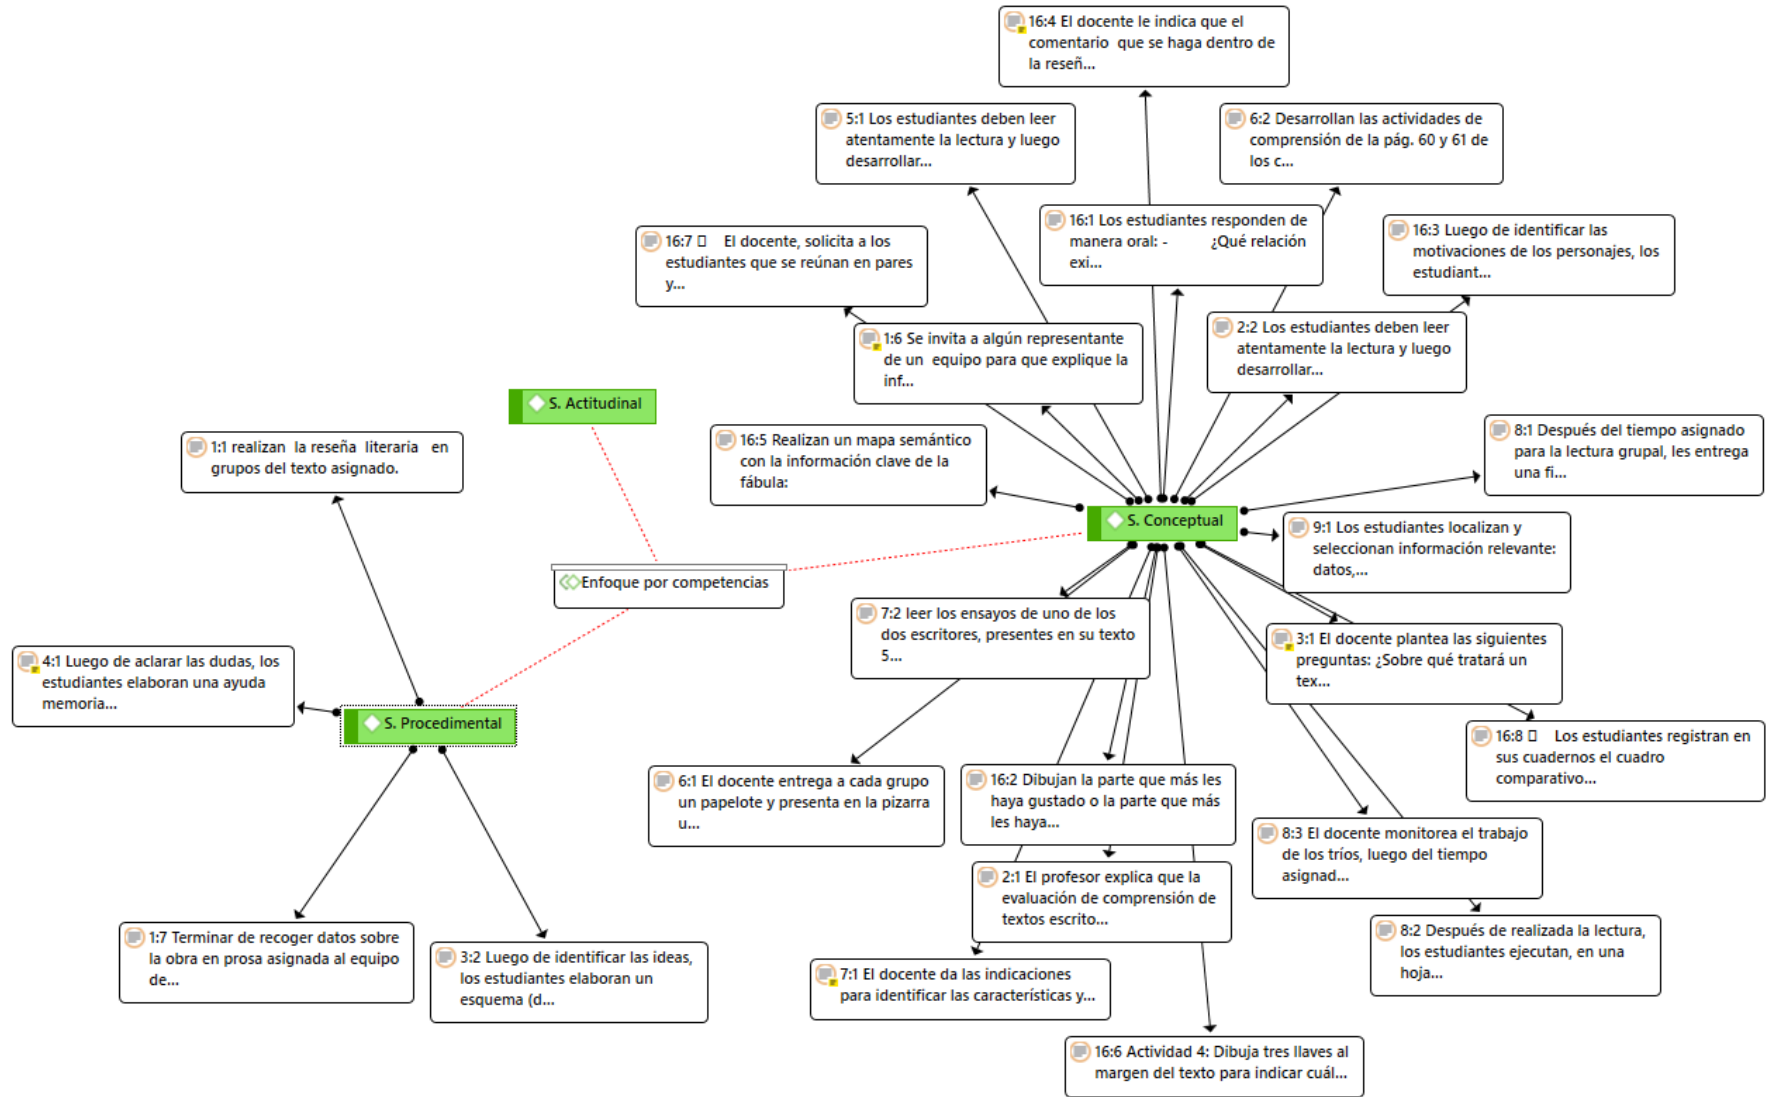 16:4 El docente le indica que el
comentario que se haga dentro de
la reseñ...
5:1 Los estudiantes deben leer
atentamente la lectura y luego
desarrollar...
6:2 Desarrollan las actividades de
comprensión de la pág. 60 y 61 de
los c...
16:1 Los estudiantes responden de
manera oral: - ¿Qué relación
exi...
16:3 Luego de identificar las
motivaciones de los personajes, los
estudiant...
16:7 El docente, solicita a los
estudiantes que se reúnan en pares
y...
1:6 Se invita a algún representante
de un equipo para que explique la
inf...
2:2 Los estudiantes deben leer
atentamente la lectura y luego
desarrollar...
S. Actitudinal
1:1 realizan la reseña literaria en
grupos del texto asignado.
16:5 Realizan un mapa semántico
con la información clave de la
fábula:
8:1 Después del tiempo asignado
para la lectura grupal, les entrega
una fi...
S. Conceptual
9:1 Los estudiantes localizan y
seleccionan información relevante:
datos,...
Enfoque por competencias
7:2 leer los ensayos de uno de los
dos escritores, presentes en su texto
5...
3:1 El docente plantea las siguientes
preguntas: ¿Sobre qué tratará un
tex...
4:1 Luego de aclarar las dudas, los
estudiantes elaboran una ayuda
memoria...
S. Procedimental
16:8 Los estudiantes registran en
sus cuadernos el cuadro
comparativo...
6:1 El docente entrega a cada grupo
un papelote y presenta en la pizarra
u...
16:2 Dibujan la parte que más les
haya gustado o la parte que más
les haya...
8:3 El docente monitorea el trabajo
de los tríos, luego del tiempo
asignad...
2:1 El profesor explica que la
evaluación de comprensión de
textos escrito...
8:2 Después de realizada la lectura,
los estudiantes ejecutan, en una
hoja...
1:7 Terminar de recoger datos sobre
la obra en prosa asignada al equipo
de...
3:2 Luego de identificar las ideas,
los estudiantes elaboran un
esquema (d...
7:1 El docente da las indicaciones
para identificar las características y...
16:6 Actividad 4: Dibuja tres llaves al
margen del texto para indicar cuál...